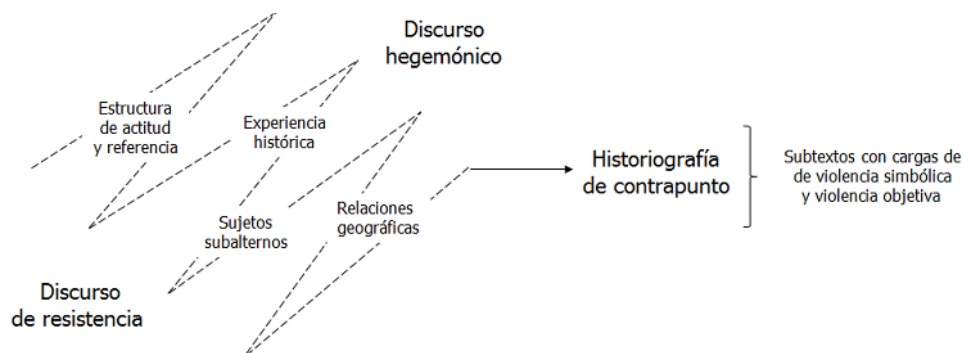 Discurso
hegemónico
Estructura
de actitud
y referencia
Experiencia
histórica
Sujetos
subalternos
Relaciones
geográficas
Discurso
de resistencia
Historiografía
de contrapunto
Subtextos con cargas de
de violencia simbólica
y violencia objetiva